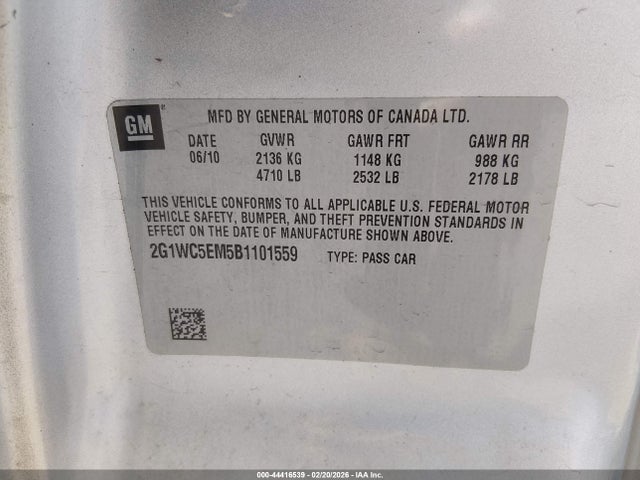 GM
MFD BY GENERAL MOTORS OF CANADA LTD.
DATE GVWR GAWR FRT GAWR RR
06/10 2136 KG 1148 KG 988 KG
4710 LB 2532 LB 2178 LB
THIS VEHICLE CONFORMS TO ALL APPLICABLE U.S. FEDERAL MOTOR
VEHICLE SAFETY, BUMPER, AND THEFT PREVENTION STANDARDS IN
EFFECT ON THE DATE OF MANUFACTURE SHOWN ABOVE.
2G1WC5EM5B1101559 TYPE: PASS CAR
000-44416539 - 02/20/2026 - IAA Inc.